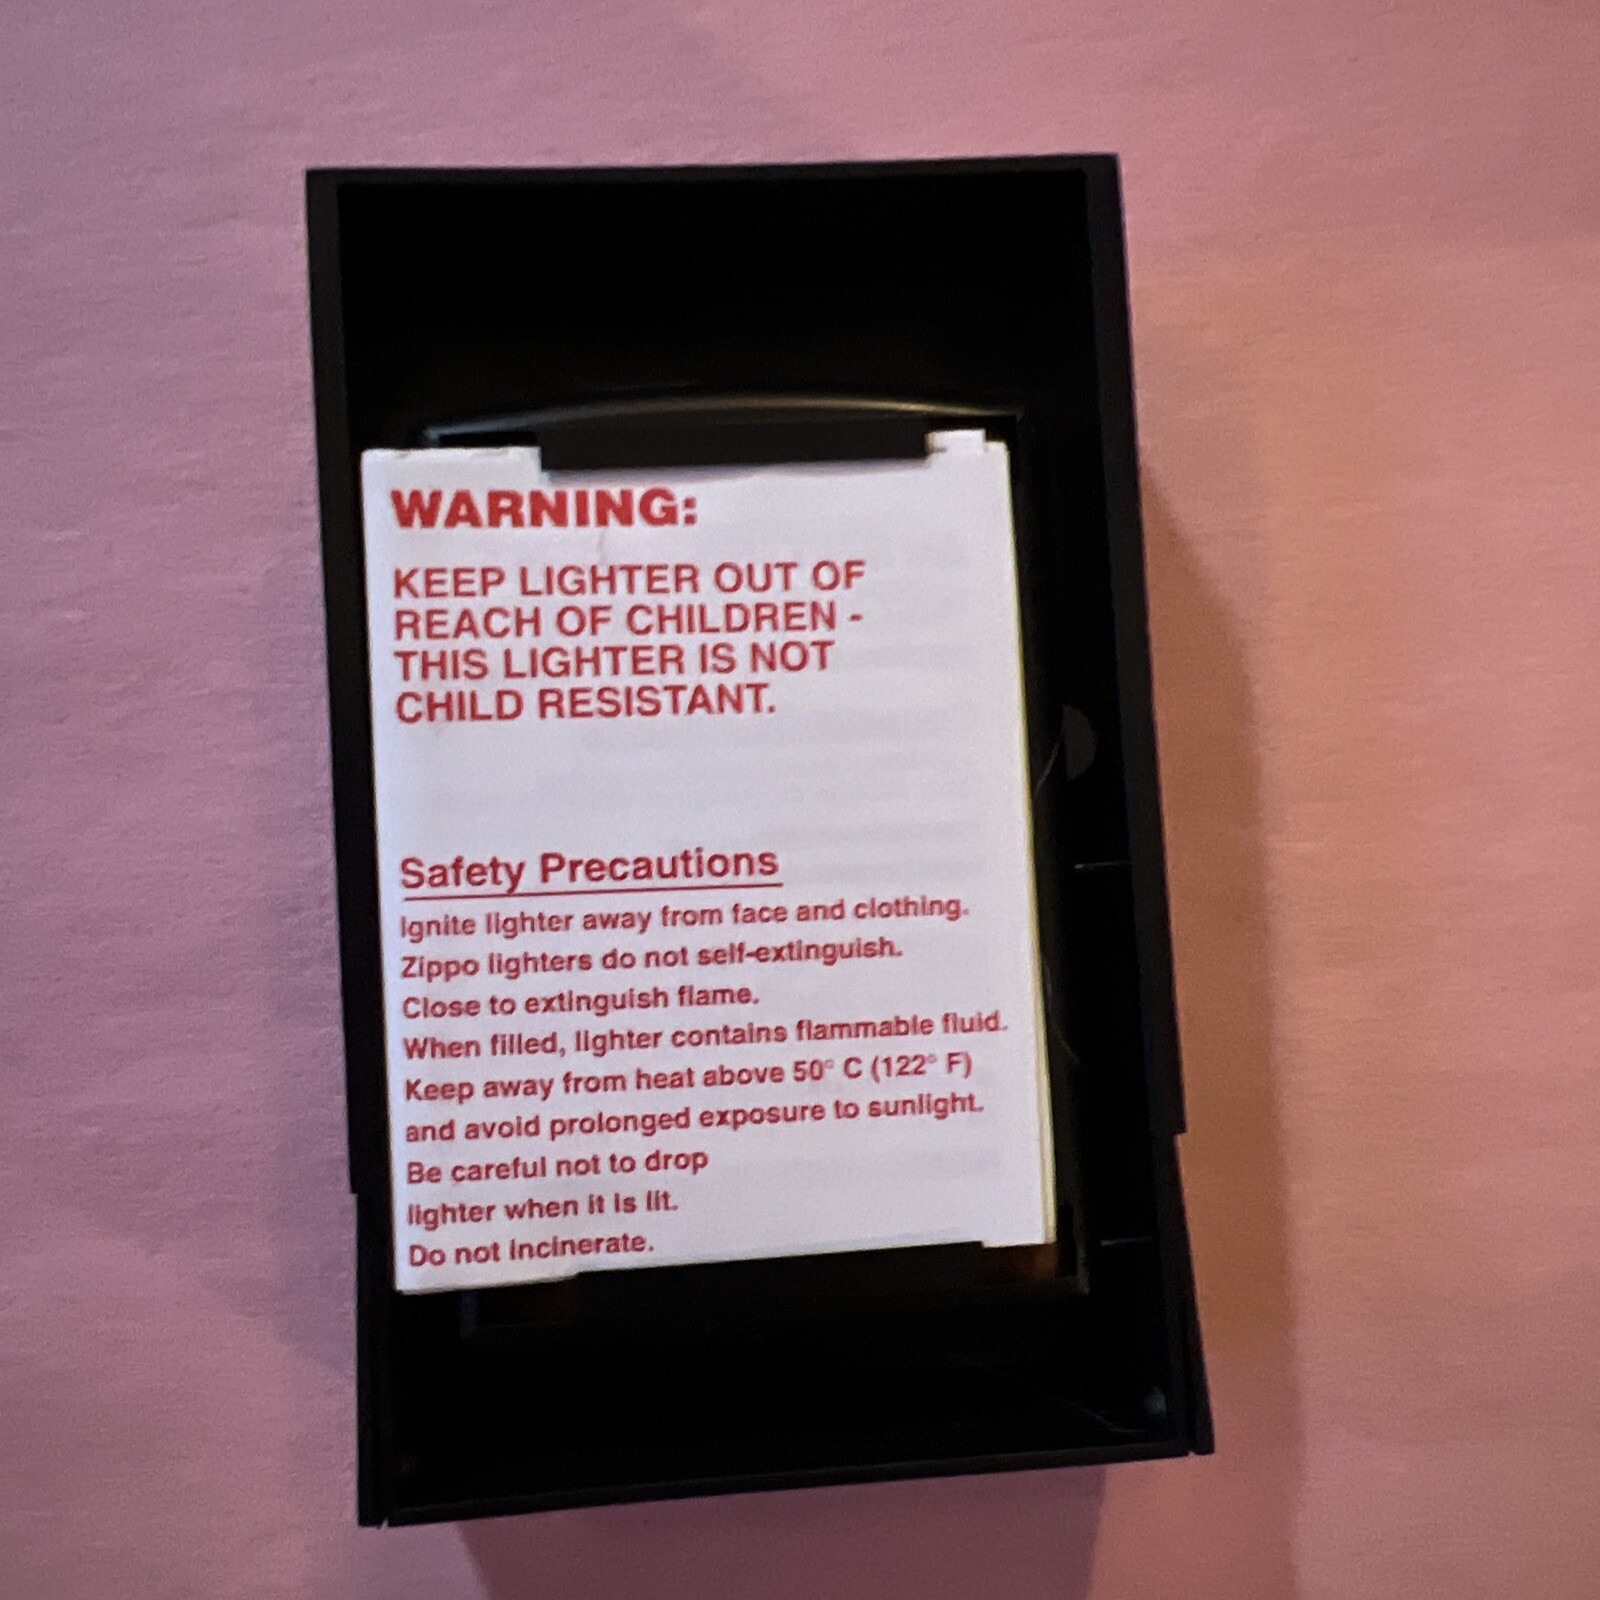 WARNING:
KEEP LIGHTER OUT OF
REACH OF CHILDREN -
THIS LIGHTER IS NOT
CHILD RESISTANT.
Safety Precautions
Ignite lighter away from face and clothing.
Zippo lighters do not self-extinguish.
Close to extinguish flame.
When filled, lighter contains flammable fluid.
Keep away from heat above 50° C (122° F)
and avoid prolonged exposure to sunlight.
Be careful not to drop
lighter when it is lit.
Do not incinerate.